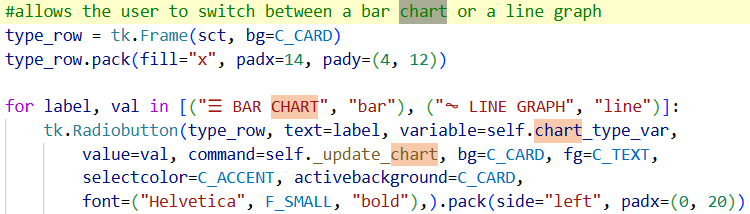 #allows the user to switch between a bar chart or a line graph
type_row = tk.Frame(sct, bg=C_CARD)
type_row.pack(fill="x", padx=14, pady=(4, 12))
for label, val in [("☰ BAR CHART", "bar"), ("⏦ LINE GRAPH", "line")]:
tk.Radiobutton(type_row, text=label, variable=self.chart_type_var,
value=val, command=self._update_chart, bg=C_CARD, fg=C_TEXT,
selectcolor=C_ACCENT, activebackground=C_CARD,
font=("Helvetica", F_SMALL, "bold"),).pack(side="left", padx=(0, 20))